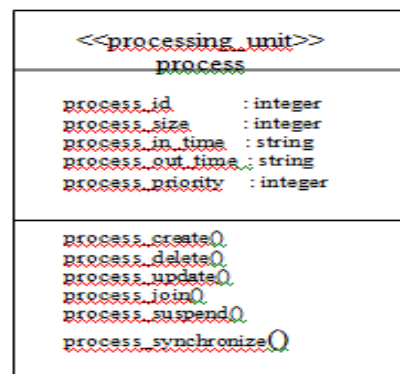 <<processing_unit>>
process
process_id : integer
process_size : integer
process_in_time : string
process_out_time : string
process_priority : integer
process_create()
process_delete()
process_update()
process_join()
process_suspend()
process_synchronize()